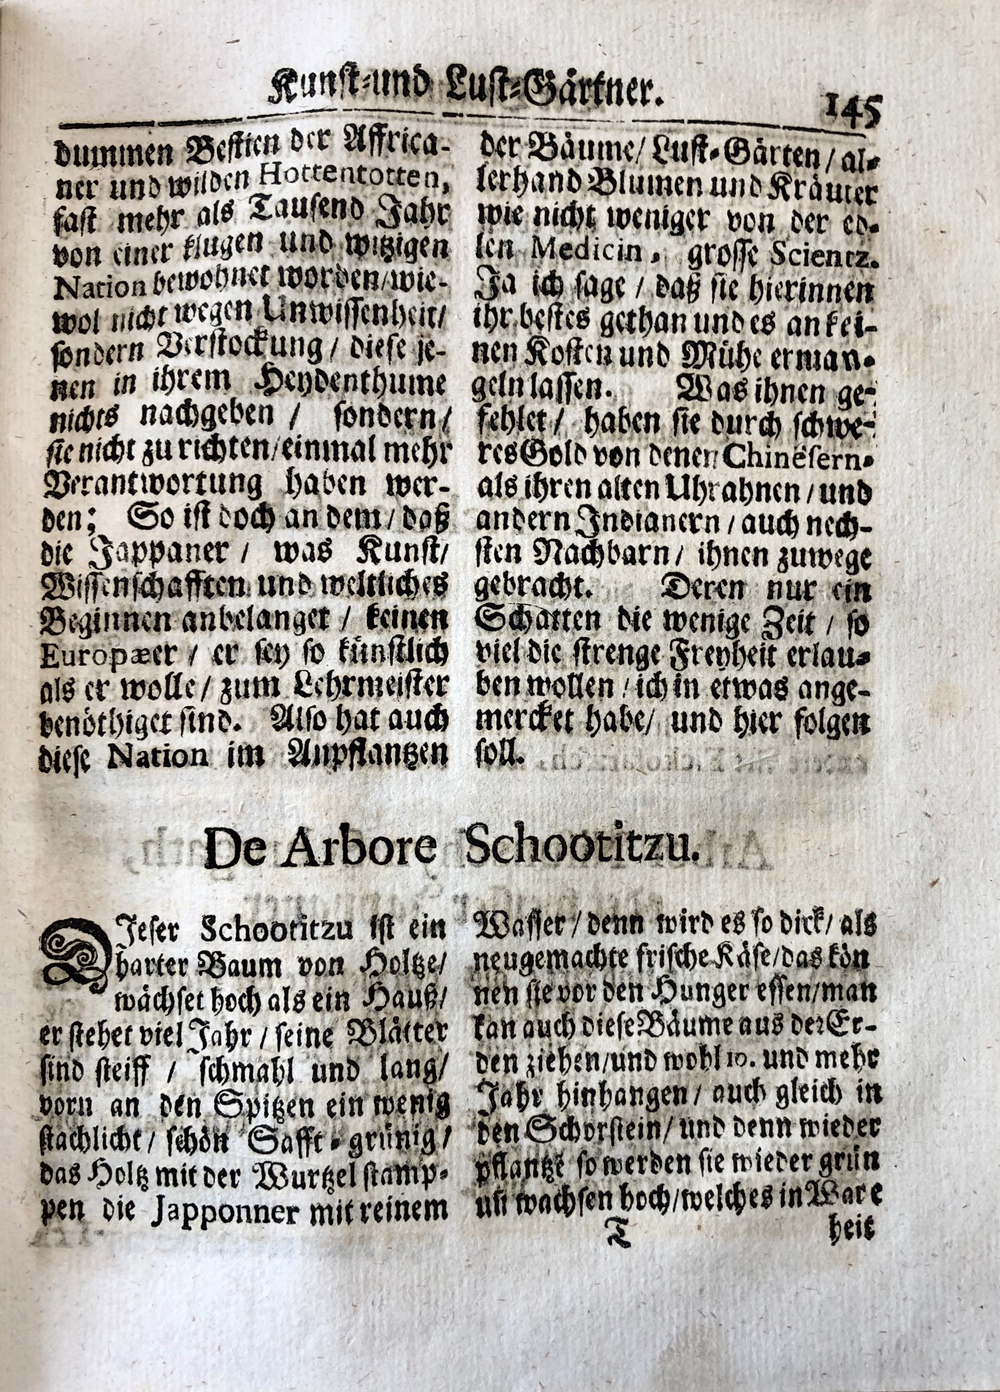 Kunst-und Lust-Gärtner.
145
dummen Bestien der Affrica-
ner und wilden Hottentotten,
fast mehr als Tausend Jahr
von einer klugen und witzigen
Nation bewohnet worden/wie-
wol nicht wegen Unwissenheit/
sondern Verstockung / diese je-
nen in ihrem Heydenthume
nichts nachgeben / sondern/
sie nicht zu richten/einmal mehr
Verantwortung haben wer-
den; So ist doch an dem/ daß
die Jappaner / was Kunst/
Wissenschafften und weltliches
Beginnen anbelanget / keinen
Europæer / er sey so künstlich
als er wolle/ zum Lehrmeister
benöthiget sind. Also hat auch
diese Nation im Anpflantzen
der Bäume/ Lust-Gärten / al-
lerhand Blumen und Kräuter
wie nicht weniger von der ed-
len Medicin, grosse Scientz.
Ja ich sage / daß sie hierinnen
ihr bestes gethan und es an kei-
nen Kosten und Mühe erman-
geln lassen. Was ihnen ge-
fehlet / haben sie durch schwe-
res Gold von denen Chinësern-
als ihren alten Uhrahnen / und
andern Indianern / auch nech-
sten Nachbarn / ihnen zuwege
gebracht. Deren nur ein
Schatten die wenige Zeit / so
viel die strenge Freyheit erlau-
ben wollen / ich in etwas ange-
mercket habe/ und hier folgen
soll.
De Arbore Schootitzu.
DJeser Schootitzu ist ein
harter Baum von Holtze/
wächset hoch als ein Hauß/
er stehet viel Jahr / seine Blätter
sind steiff / schmahl und lang/
vorn an den Spitzen ein wenig
stachlicht / schön Safft-grünig /
das Holtz mit der Wurtzel stamp-
pen die Japponner mit reinem
Wasser / denn wird es so dick/ als
neugemachte frische Käse/das kön
nen sie vor den Hunger essen/man
kan auch diese Bäume aus der Er-
den ziehen/und wohl 10. und mehr
Jahr hinhangen / auch gleich in
den Schorstein/ und denn wieder
pflantzt so werden sie wieder grün
uñ wachsen hoch/welches in War
T
heit